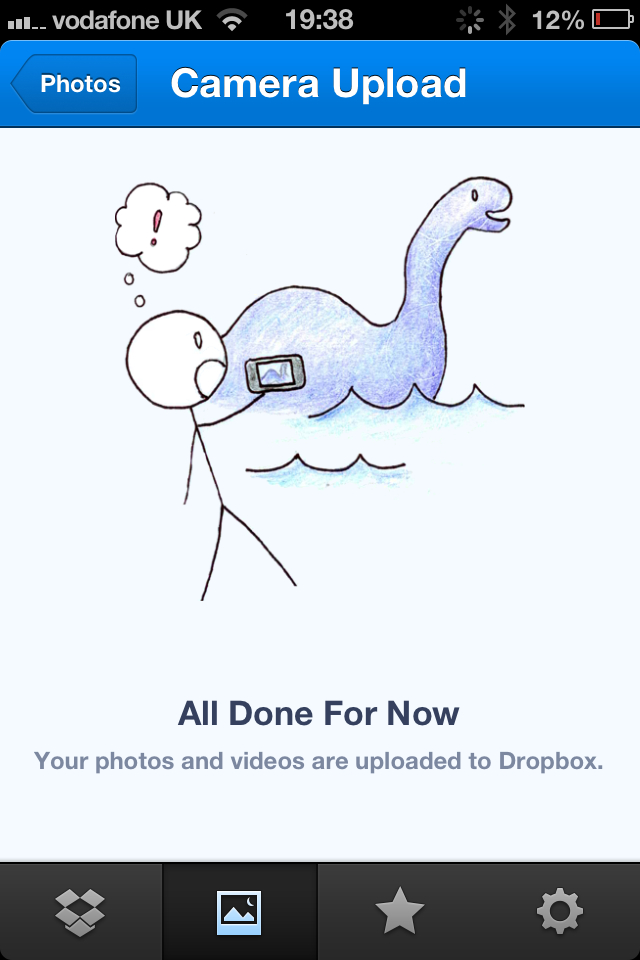 vodafone UK 19:38 12%
Photos Camera Upload
!
All Done For Now
Your photos and videos are uploaded to Dropbox.